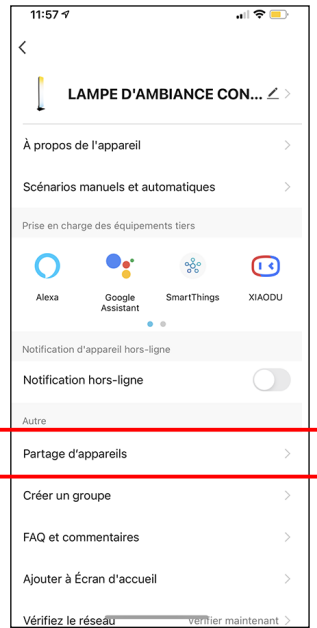 11:57
LAMPE D'AMBIANCE CON...
À propos de l'appareil
Scénarios manuels et automatiques
Prise en charge des équipements tiers
Alexa
Google
Assistant
SmartThings
XIAODU
Notification d'appareil hors-ligne
Notification hors-ligne
Autre
Partage d'appareils
Créer un groupe
FAQ et commentaires
Ajouter à Écran d'accueil
Vérifiez le réseau Vérifier maintenant